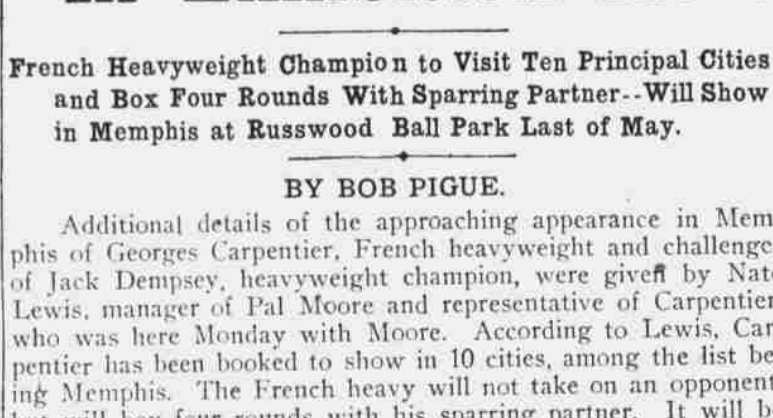 French Heavyweight Champion to Visit Ten Principal Cities
and Box Four Rounds With Sparring Partner--Will Show
in Memphis at Russwood Ball Park Last of May.
BY BOB PIGUE.
Additional details of the approaching appearance in Mem
phis of Georges Carpentier, French heavyweight and challenge
of Jack Dempsey, heavyweight champion, were giveff by Nate
Lewis, manager of Pal Moore and representative of Carpentier
who was here Monday with Moore. According to Lewis, Car
pentier has been booked to show in 10 cities, among the list be
ing Memphis. The French heavy will not take on an opponent
but will box four rounds with his sparring partner. It will b